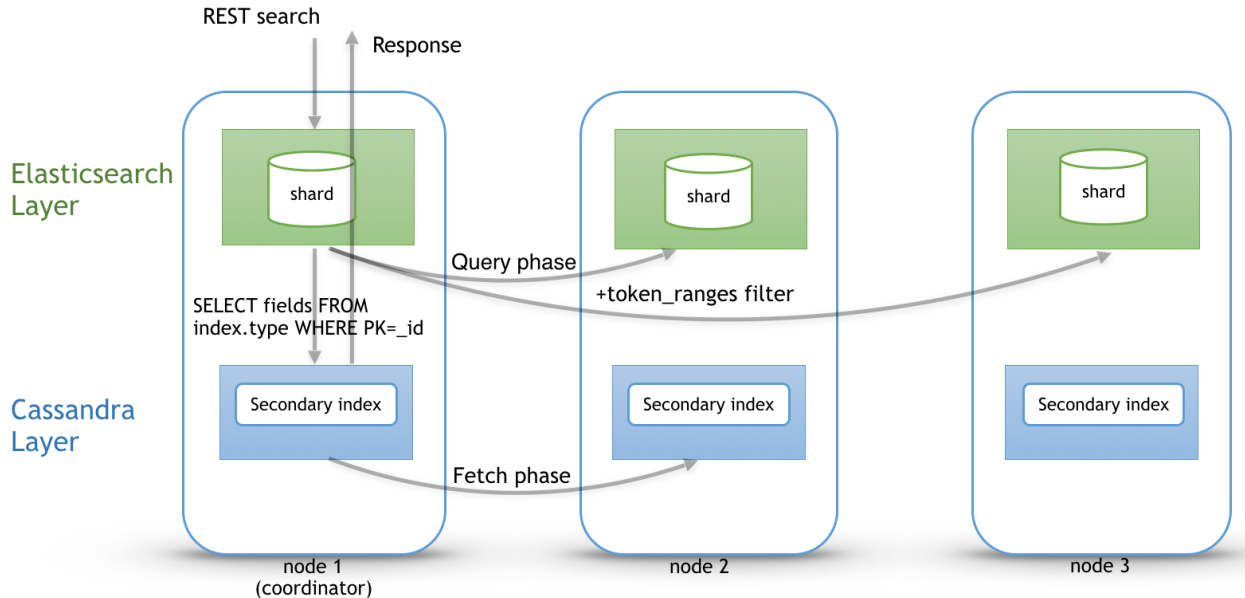 REST search
Response
Elasticsearch
Layer
shard
shard
shard
Query phase
+token_ranges filter
SELECT fields FROM
index.type WHERE PK=_id
Cassandra
Layer
Secondary index
Secondary index
Secondary index
Fetch phase
node 1
(coordinator)
node 2
node 3